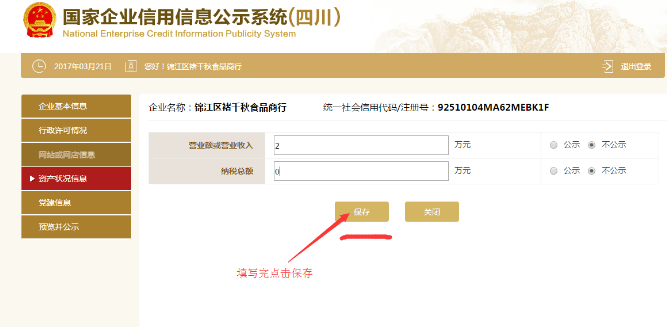 国家企业信用信息公示系统(四川)
National Enterprise Credit Information Publicity System
2017年03月21日 您好！锦江区禇千秋食品商行 退出登录
企业基本信息
企业名称：锦江区禇千秋食品商行 统一社会信用代码/注册号：92510104MA62MEBK1F
行政许可情况
营业额或营业收入 2 万元 公示 不公示
网站或网店信息
纳税总额 0 万元 公示 不公示
资产状况信息
党建信息
保存 关闭
预览并公示
填写完点击保存